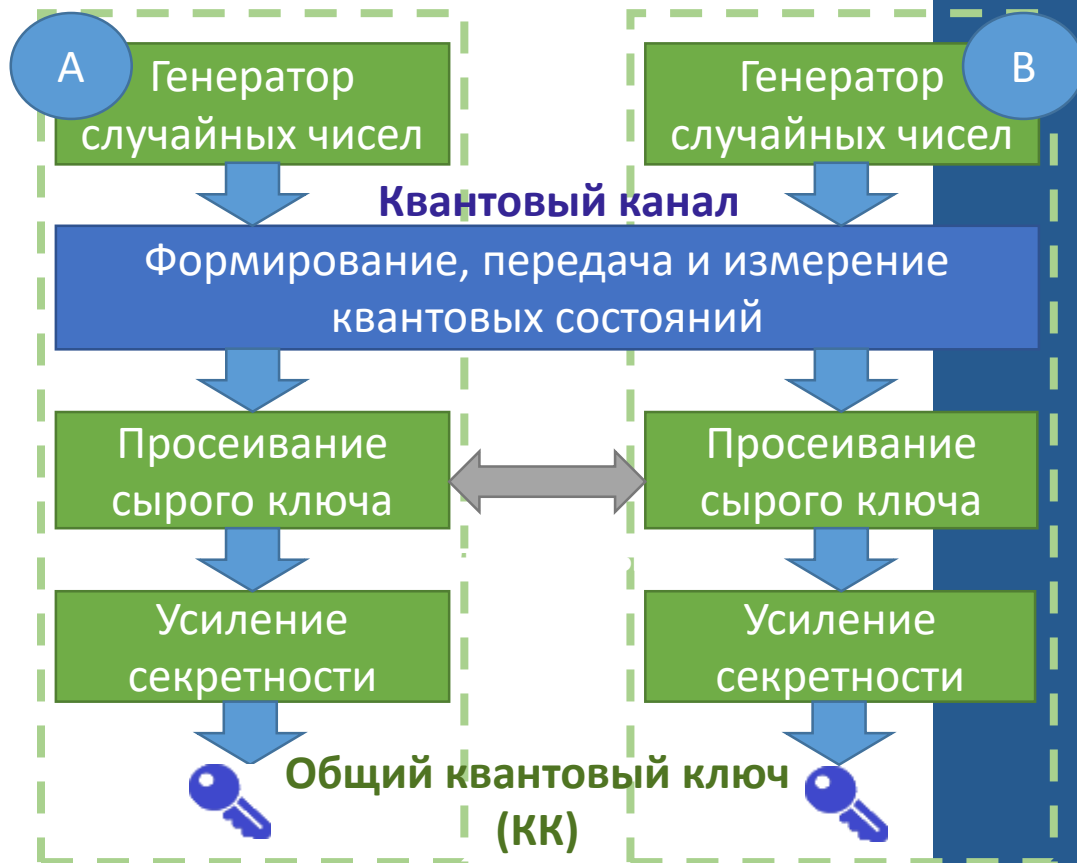 А
Генератор
случайных чисел
Генератор
случайных чисел
В
Квантовый канал
Формирование, передача и измерение
квантовых состояний
Просеивание
сырого ключа
Просеивание
сырого ключа
Усиление
секретности
Усиление
секретности
Общий квантовый ключ
(КК)